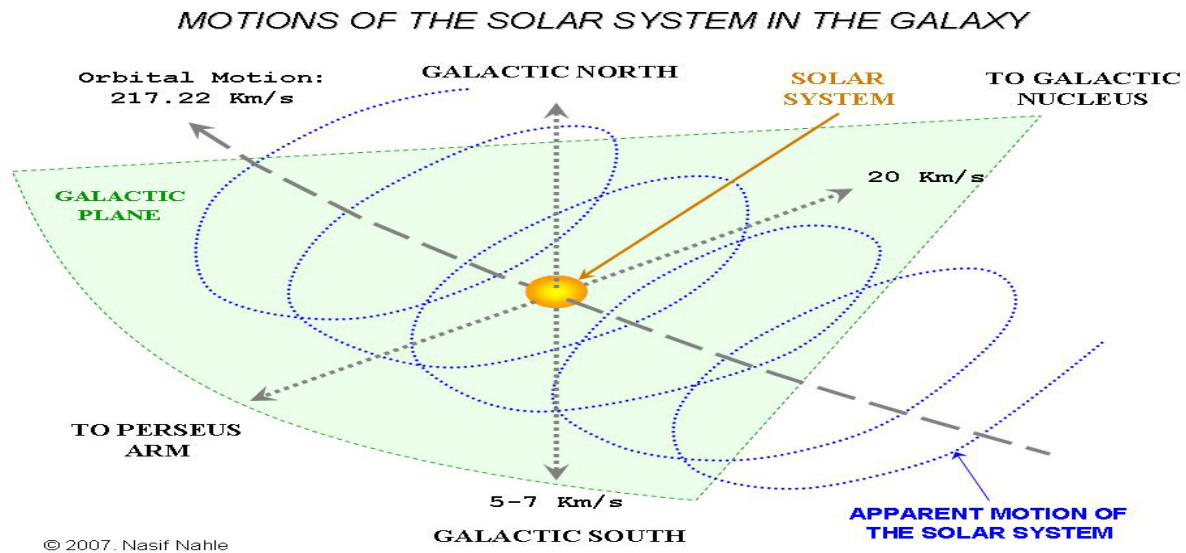 MOTIONS OF THE SOLAR SYSTEM IN THE GALAXY
Orbital Motion:
217.22 Km/s
GALACTIC NORTH
SOLAR
SYSTEM
TO GALACTIC
NUCLEUS
GALACTIC
PLANE
20 Km/s
TO PERSEUS
ARM
5-7 Km/s
GALACTIC SOUTH
APPARENT MOTION OF
THE SOLAR SYSTEM
© 2007. Nasif Nahle